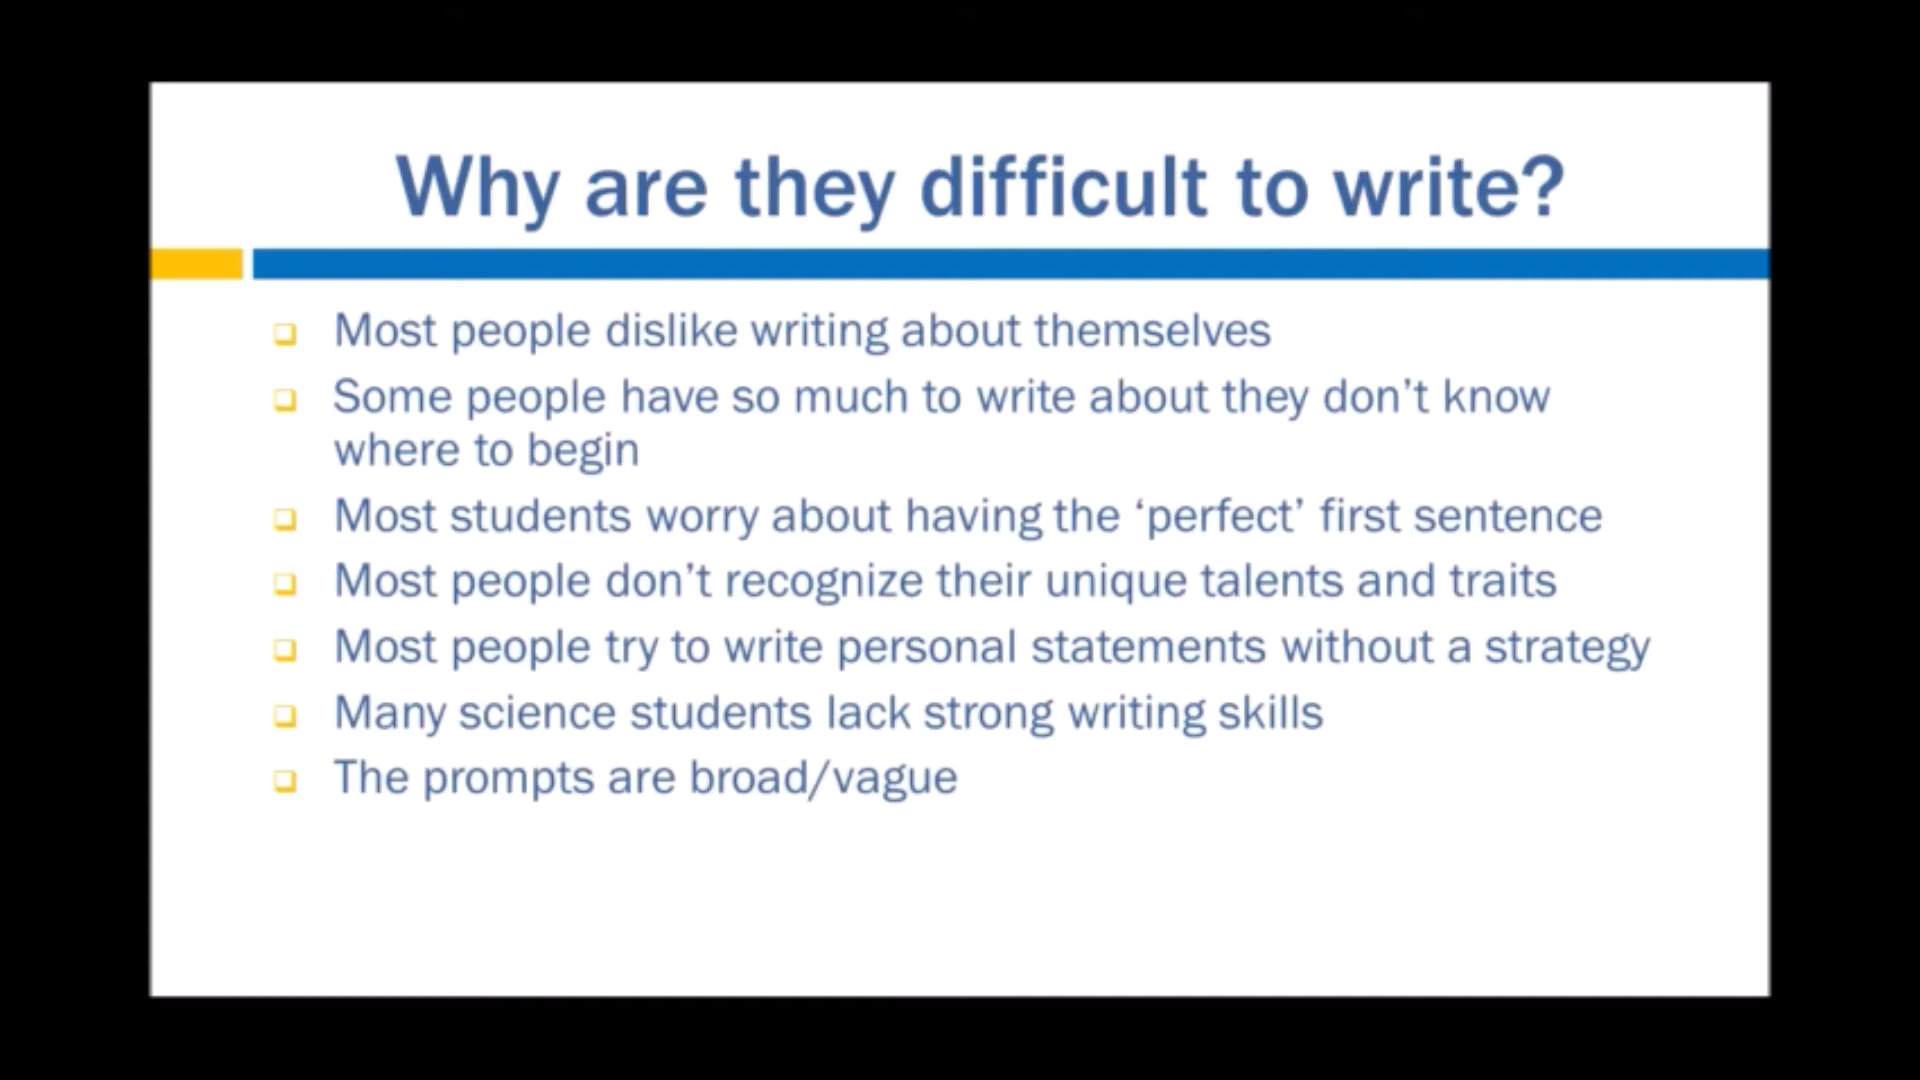 Why are they difficult to write?
Most people dislike writing about themselves
Some people have so much to write about they don’t know
where to begin
Most students worry about having the ‘perfect’ first sentence
Most people don’t recognize their unique talents and traits
Most people try to write personal statements without a strategy
Many science students lack strong writing skills
The prompts are broad/vague